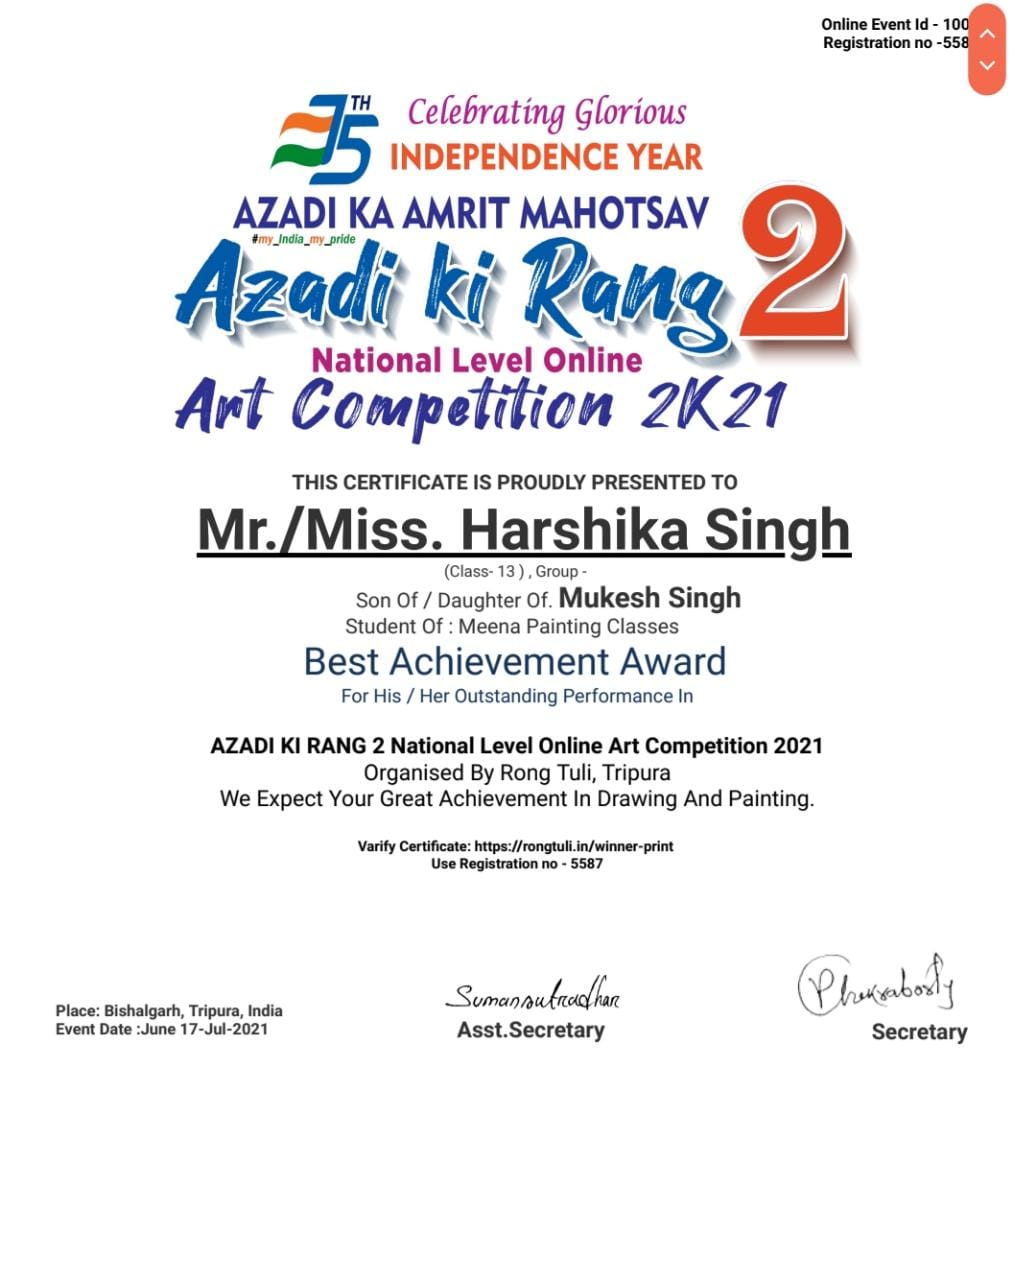 Online Event Id - 100
Registration no -558
75TH
Celebrating Glorious
INDEPENDENCE YEAR
AZADI KA AMRIT MAHOTSAV
#my_India_my_pride
Azadi ki Rang 2
National Level Online
Art Competition 2K21
THIS CERTIFICATE IS PROUDLY PRESENTED TO
Mr./Miss. Harshika Singh
(Class- 13 ) , Group -
Son Of / Daughter Of. Mukesh Singh
Student Of : Meena Painting Classes
Best Achievement Award
For His / Her Outstanding Performance In
AZADI KI RANG 2 National Level Online Art Competition 2021
Organised By Rong Tuli, Tripura
We Expect Your Great Achievement In Drawing And Painting.
Varify Certificate: https://rongtuli.in/winner-print
Use Registration no - 5587
Sumansutradhar
Asst.Secretary
Secretary
Place: Bishalgarh, Tripura, India
Event Date :June 17-Jul-2021